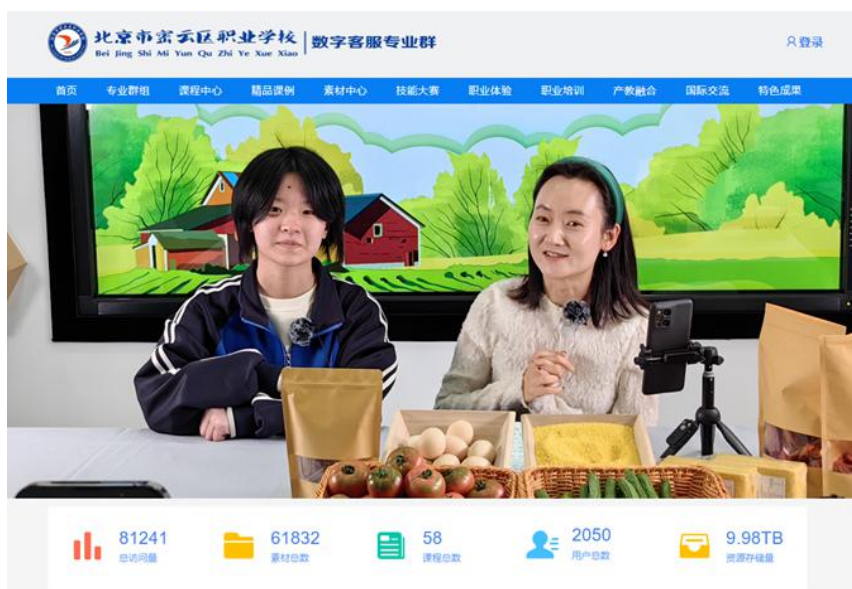 北京市密云区职业学校
Bei Jing Shi Mi Yun Qu Zhi Ye Xue Xiao
数字客服专业群
登录
首页 专业群组 课程中心 精品课例 素材中心 技能大赛 职业体验 职业培训 产教融合 国际交流 特色成果
81241 61832 58 2050 9.98TB
总访问量 素材总数 课程总数 用户总数 资源存储量